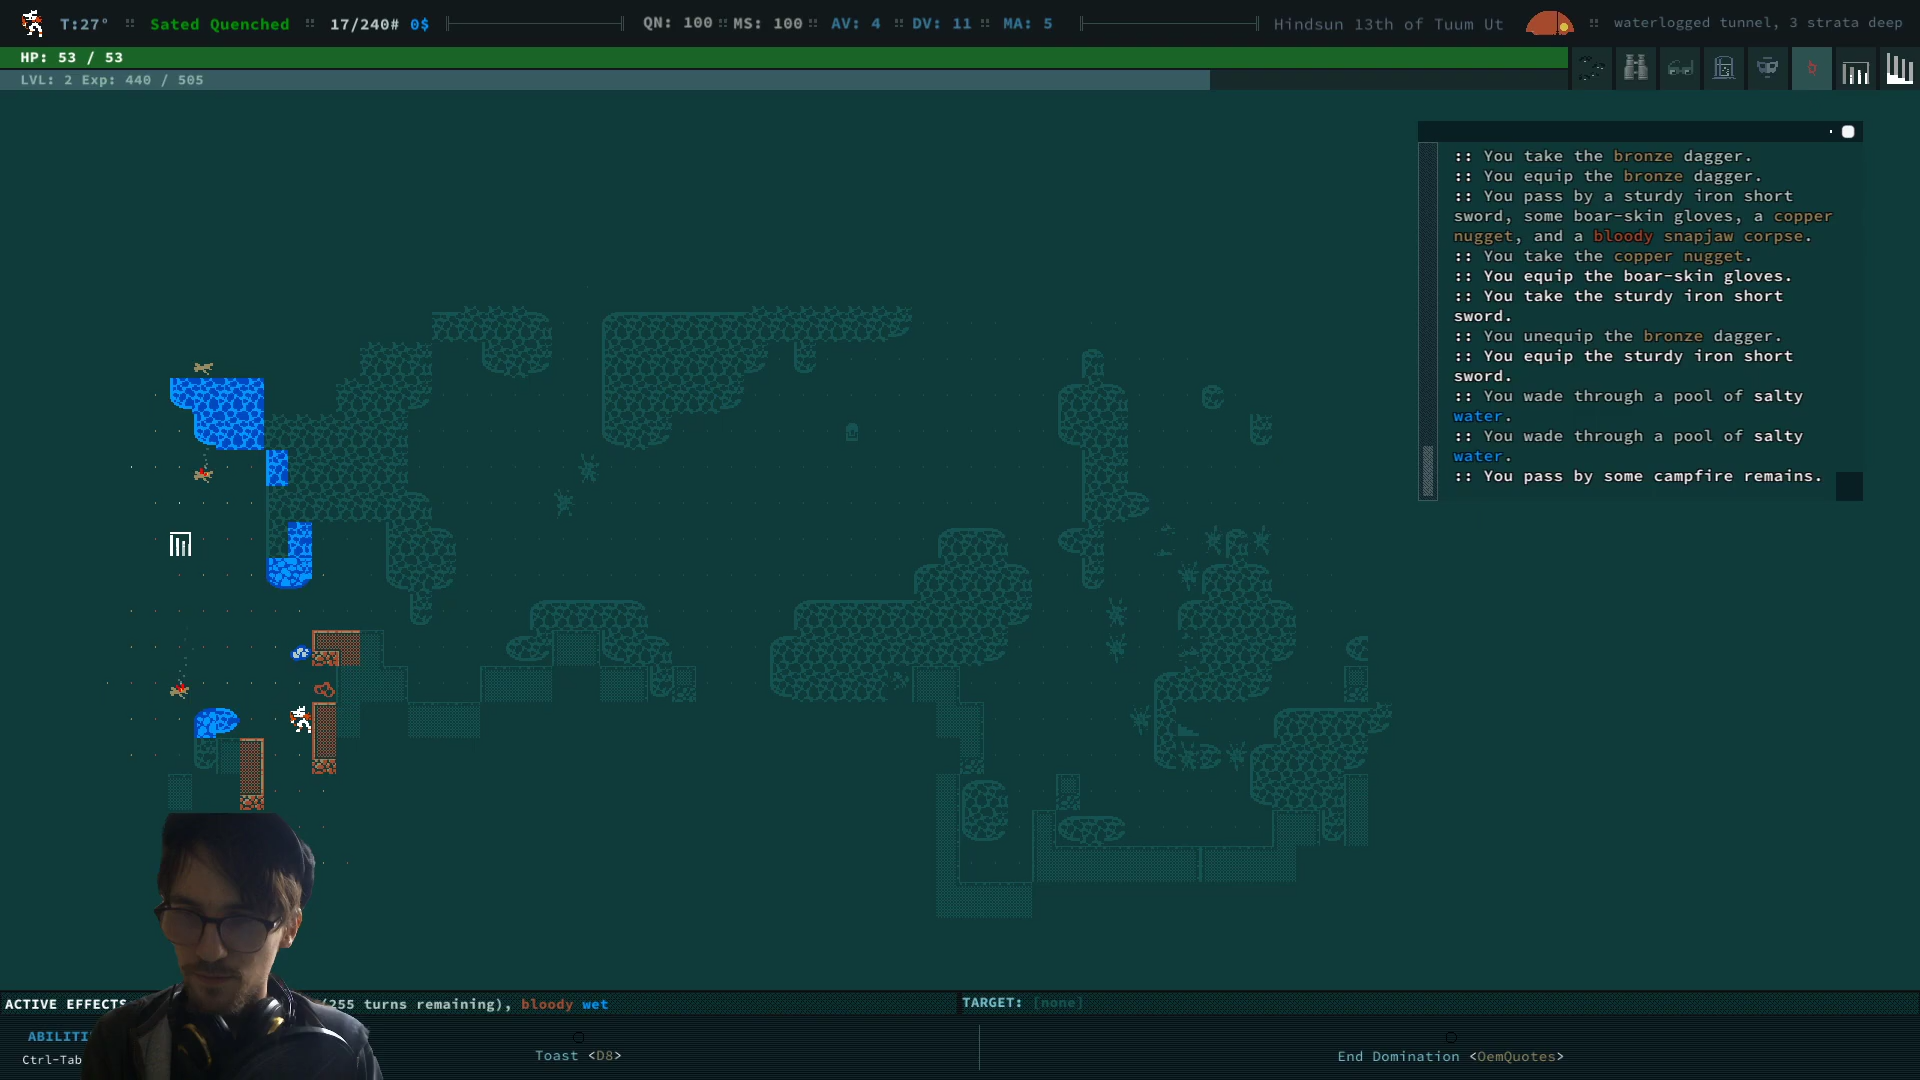 T:27° Sated Quenched 17/240# 0$ QN: 100 MS: 100 AV: 4 DV: 11 MA: 5 Hindsun 13th of Tuum Ut waterlogged tunnel, 3 strata deep
HP: 53 / 53
LVL: 2 Exp: 440 / 505
:: You take the bronze dagger.
:: You equip the bronze dagger.
:: You pass by a sturdy iron short
sword, some boar-skin gloves, a copper
nugget, and a bloody snapjaw corpse.
:: You take the copper nugget.
:: You equip the boar-skin gloves.
:: You take the sturdy iron short
sword.
:: You unequip the bronze dagger.
:: You equip the sturdy iron short
sword.
:: You wade through a pool of salty
water.
:: You wade through a pool of salty
water.
:: You pass by some campfire remains.
ACTIVE EFFECTS (255 turns remaining), bloody wet
TARGET: [none]
ABILITI
Ctrl-Tab
Toast <D8>
End Domination <OemQuotes>